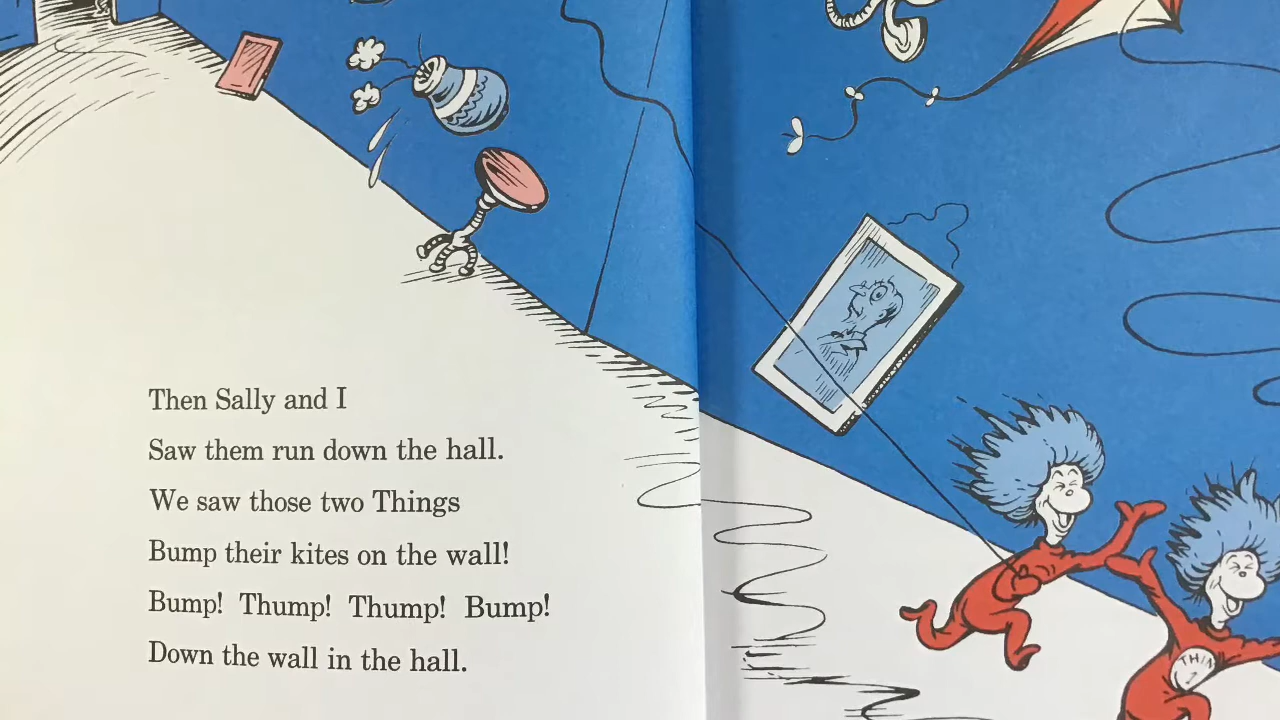 Then Sally and I
Saw them run down the hall.
We saw those two Things
Bump their kites on the wall!
Bump! Thump! Thump! Bump!
Down the wall in the hall.